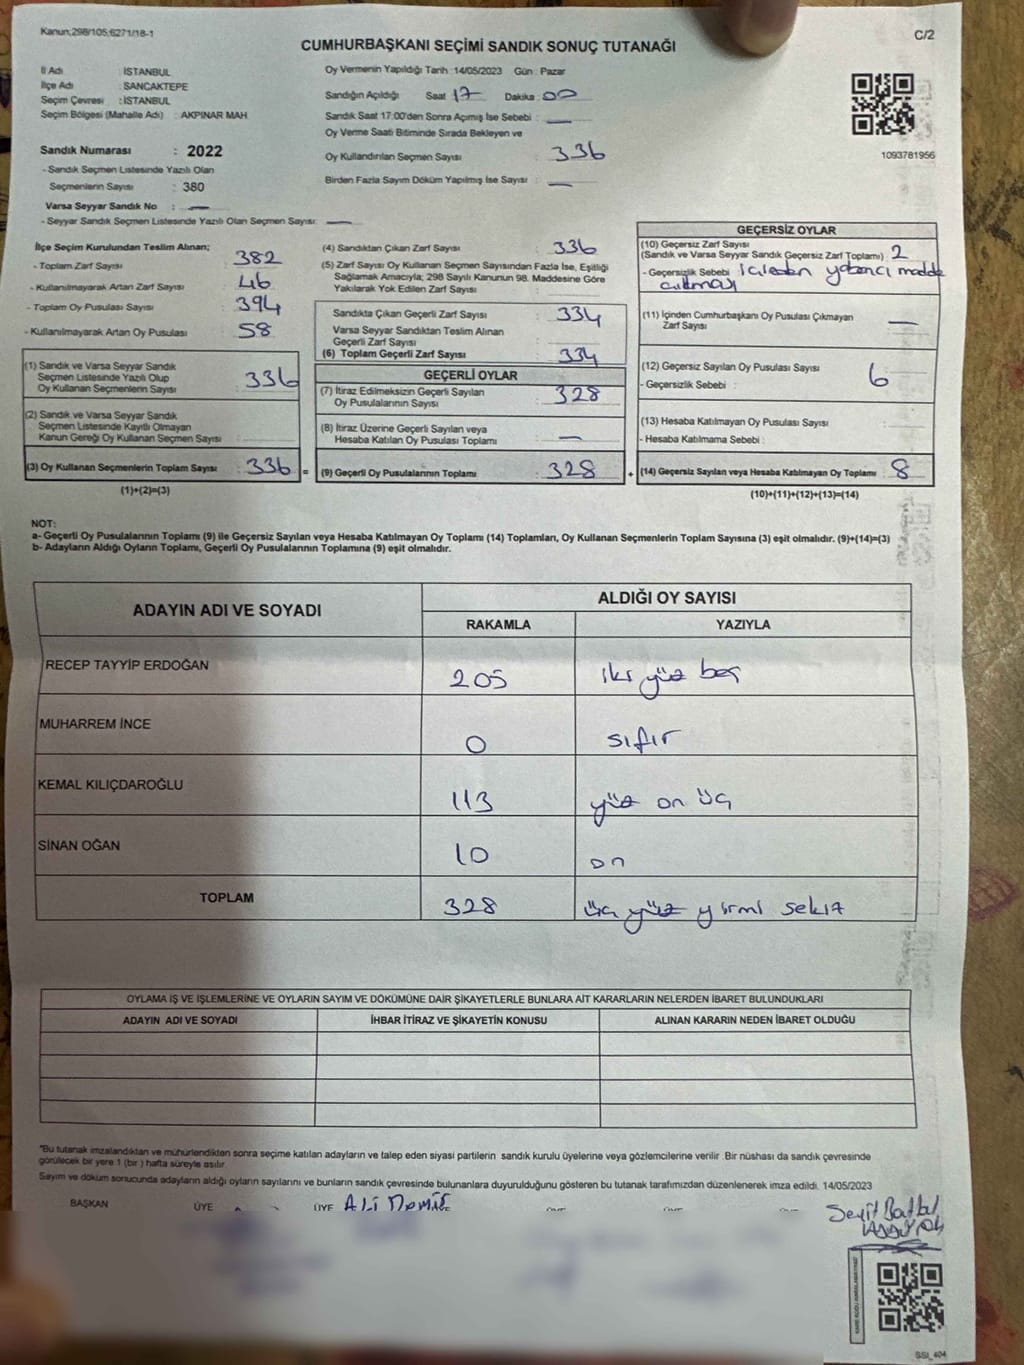 Kanun;298/105;6271/18-1
C/2
CUMHURBAŞKANI SEÇİMİ SANDIK SONUÇ TUTANAĞI
İl Adı : İSTANBUL
İlçe Adı : SANCAKTEPE
Seçim Çevresi : İSTANBUL
Seçim Bölgesi (Mahalle Adı) : AKPINAR MAH
Sandık Numarası : 2022
- Sandık Seçmen Listesinde Yazılı Olan
Seçmenlerin Sayısı : 380
Varsa Seyyar Sandık No : —
- Seyyar Sandık Seçmen Listesinde Yazılı Olan Seçmen Sayısı: —
Oy Vermenin Yapıldığı Tarih :14/05/2023 Gün : Pazar
Sandığın Açıldığı Saat 17 Dakika : 00
Sandık Saat 17:00'den Sonra Açılmış İse Sebebi : —
Oy Verme Saati Bitiminde Sırada Bekleyen ve
Oy Kullandırılan Seçmen Sayısı : 336
Birden Fazla Sayım Döküm Yapılmış İse Sayısı : —
1093781956
İlçe Seçim Kurulundan Teslim Alınan;
- Toplam Zarf Sayısı : 382
- Kullanılmayarak Artan Zarf Sayısı : 46
- Toplam Oy Pusulası Sayısı : 394
- Kullanılmayarak Artan Oy Pusulası : 58
(1) Sandık ve Varsa Seyyar Sandık
Seçmen Listesinde Yazılı Olup
Oy Kullanan Seçmenlerin Sayısı : 336
(2) Sandık ve Varsa Seyyar Sandık
Seçmen Listesinde Kayıtlı Olmayan
Kanun Gereği Oy Kullanan Seçmen Sayısı :
(3) Oy Kullanan Seçmenlerin Toplam Sayısı : 336 =
(1)+(2)=(3)
(4) Sandıktan Çıkan Zarf Sayısı : 336
(5) Zarf Sayısı Oy Kullanan Seçmen Sayısından Fazla İse, Eşitliği
Sağlamak Amacıyla; 298 Sayılı Kanunun 98. Maddesine Göre
Yakılarak Yok Edilen Zarf Sayısı :
Sandıkta Çıkan Geçerli Zarf Sayısı : 334
Varsa Seyyar Sandıktan Teslim Alınan
Geçerli Zarf Sayısı :
(6) Toplam Geçerli Zarf Sayısı : 334
GEÇERLİ OYLAR
(7) İtiraz Edilmeksizin Geçerli Sayılan
Oy Pusulalarının Sayısı : 328
(8) İtiraz Üzerine Geçerli Sayılan veya
Hesaba Katılan Oy Pusulası Toplamı : —
(9) Geçerli Oy Pusulalarının Toplamı : 328 +
GEÇERSİZ OYLAR
(10) Geçersiz Zarf Sayısı
(Sandık ve Varsa Seyyar Sandık Geçersiz Zarf Toplamı) : 2
- Geçersizlik Sebebi : içinden yabancı madde
çıkması
(11) İçinden Cumhurbaşkanı Oy Pusulası Çıkmayan
Zarf Sayısı : —
(12) Geçersiz Sayılan Oy Pusulası Sayısı : 6
- Geçersizlik Sebebi :
(13) Hesaba Katılmayan Oy Pusulası Sayısı :
- Hesaba Katılmama Sebebi :
(14) Geçersiz Sayılan veya Hesaba Katılmayan Oy Toplamı : 8
(10)+(11)+(12)+(13)=(14)
NOT:
a- Geçerli Oy Pusulalarının Toplamı (9) ile Geçersiz Sayılan veya Hesaba Katılmayan Oy Toplamı (14) Toplamları, Oy Kullanan Seçmenlerin Toplam Sayısına (3) eşit olmalıdır. (9)+(14)=(3)
b- Adayların Aldığı Oyların Toplamı, Geçerli Oy Pusulalarının Toplamına (9) eşit olmalıdır.
ADAYIN ADI VE SOYADI
ALDIĞI OY SAYISI
RAKAMLA YAZIYLA
RECEP TAYYİP ERDOĞAN 205 iki yüz beş
MUHARREM İNCE 0 sıfır
KEMAL KILIÇDAROĞLU 113 yüz on üç
SİNAN OĞAN 10 on
TOPLAM 328 üç yüz yirmi sekiz
OYLAMA İŞ VE İŞLEMLERİNE VE OYLARIN SAYIM VE DÖKÜMÜNE DAİR ŞİKAYETLERLE BUNLARA AİT KARARLARIN NELERDEN İBARET BULUNDUKLARI
ADAYIN ADI VE SOYADI İHBAR İTİRAZ VE ŞİKAYETİN KONUSU ALINAN KARARIN NEDEN İBARET OLDUĞU
*Bu tutanak imzalandıktan ve mühürlendikten sonra seçime katılan adayların ve talep eden siyasi partilerin sandık kurulu üyelerine veya gözlemcilerine verilir .Bir nüshası da sandık çevresinde
görülecek bir yere 1 (bir ) hafta süreyle asılır.
Sayım ve döküm sonucunda adayların aldığı oyların sayılarını ve bunların sandık çevresinde bulunanlara duyurulduğunu gösteren bu tutanak tarafımızdan düzenlenerek imza edildi. 14/05/2023
BAŞKAN ÜYE ÜYE Ali Demir
Seyit Battal
SSI_404